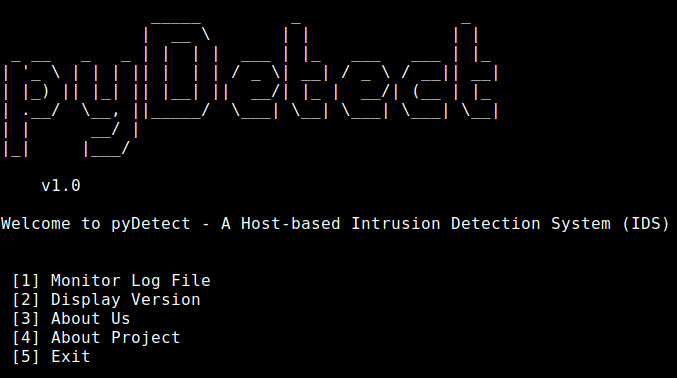 pyDetect
v1.0
Welcome to pyDetect - A Host-based Intrusion Detection System (IDS)
[1] Monitor Log File
[2] Display Version
[3] About Us
[4] About Project
[5] Exit